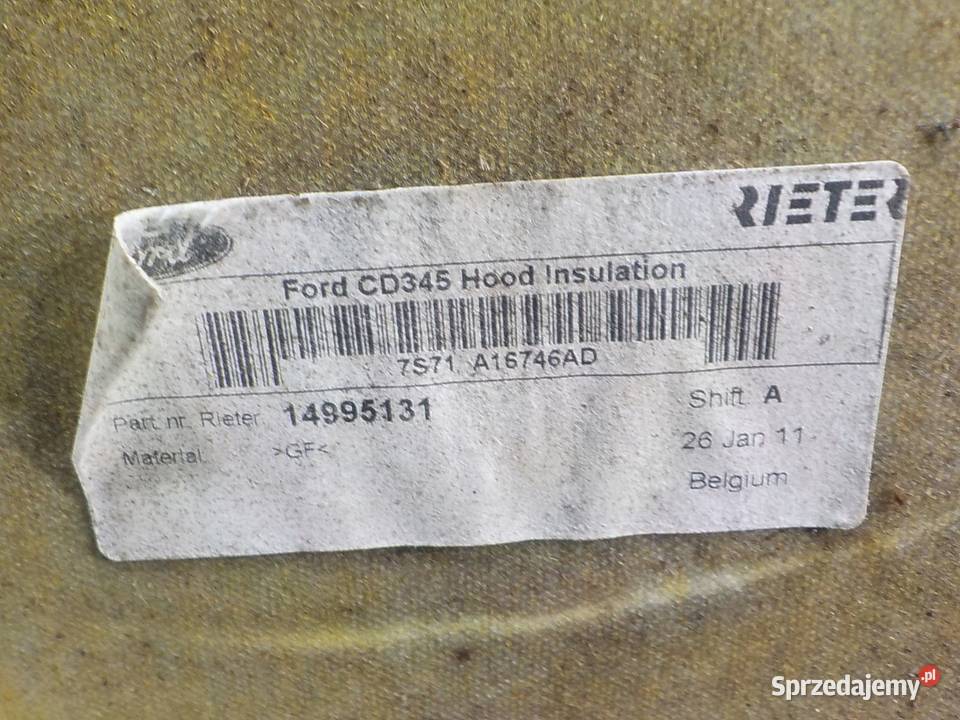 RIETER
Ford
Ford CD345 Hood Insulation
7S71 A16746AD
Part. nr. Rieter 14995131
Shift A
Material >GF<
26 Jan 11
Belgium
Sprzedajemy.pl